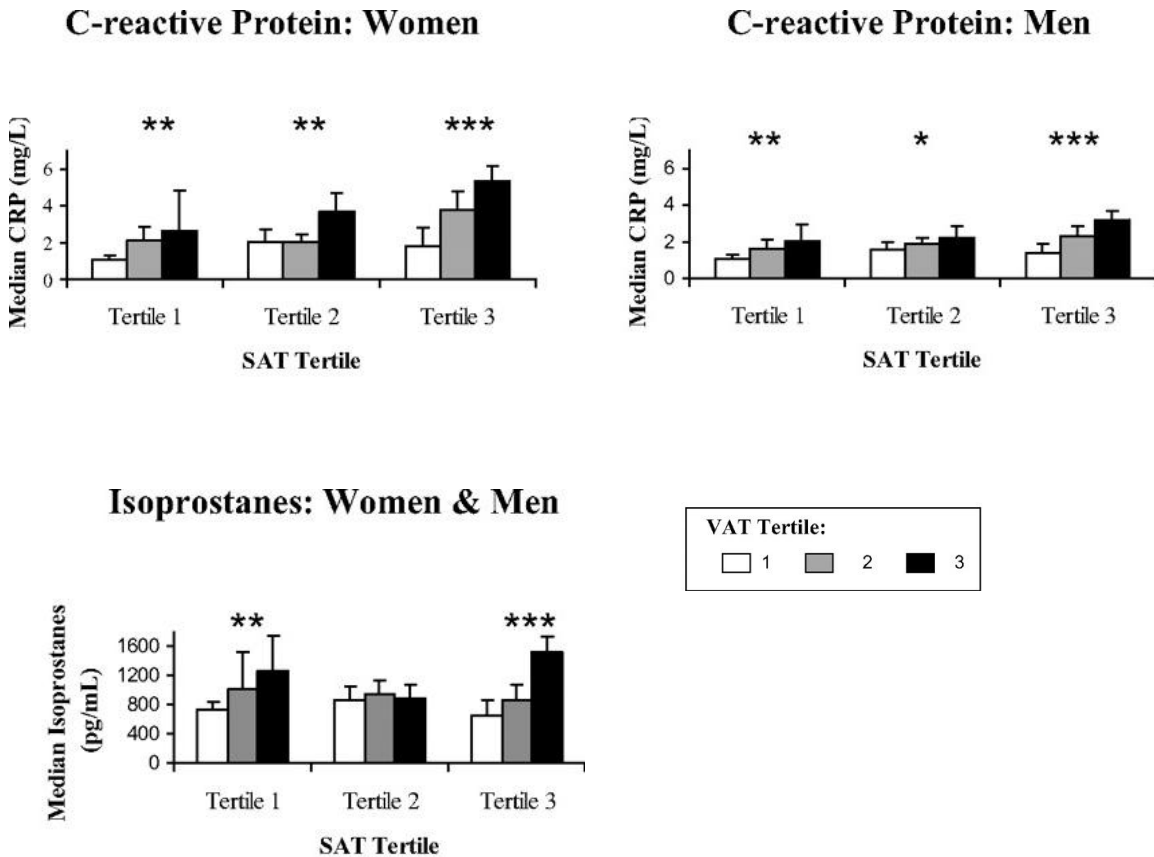 C-reactive Protein: Women
Median CRP (mg/L)
** ** ***
6
4
2
0
Tertile 1 Tertile 2 Tertile 3
SAT Tertile
C-reactive Protein: Men
Median CRP (mg/L)
** * ***
6
4
2
0
Tertile 1 Tertile 2 Tertile 3
SAT Tertile
Isoprostanes: Women & Men
Median Isoprostanes
(pg/mL)
** ***
1600
1200
800
400
0
Tertile 1 Tertile 2 Tertile 3
SAT Tertile
VAT Tertile:
1 2 3